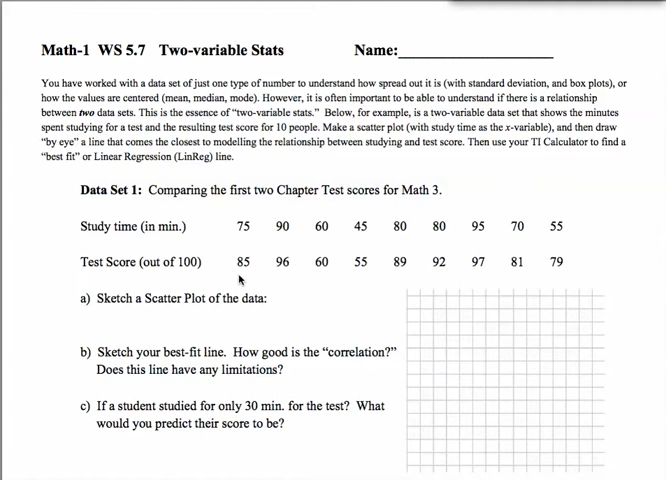 Math-1 WS 5.7 Two-variable Stats Name:____________________
You have worked with a data set of just one type of number to understand how spread out it is (with standard deviation, and box plots), or
how the values are centered (mean, median, mode). However, it is often important to be able to understand if there is a relationship
between two data sets. This is the essence of “two-variable stats.” Below, for example, is a two-variable data set that shows the minutes
spent studying for a test and the resulting test score for 10 people. Make a scatter plot (with study time as the x-variable), and then draw
“by eye” a line that comes the closest to modelling the relationship between studying and test score. Then use your TI Calculator to find a
“best fit” or Linear Regression (LinReg) line.
Data Set 1: Comparing the first two Chapter Test scores for Math 3.
Study time (in min.) 75 90 60 45 80 80 95 70 55
Test Score (out of 100) 85 96 60 55 89 92 97 81 79
a) Sketch a Scatter Plot of the data:
b) Sketch your best-fit line. How good is the “correlation?”
Does this line have any limitations?
c) If a student studied for only 30 min. for the test? What
would you predict their score to be?